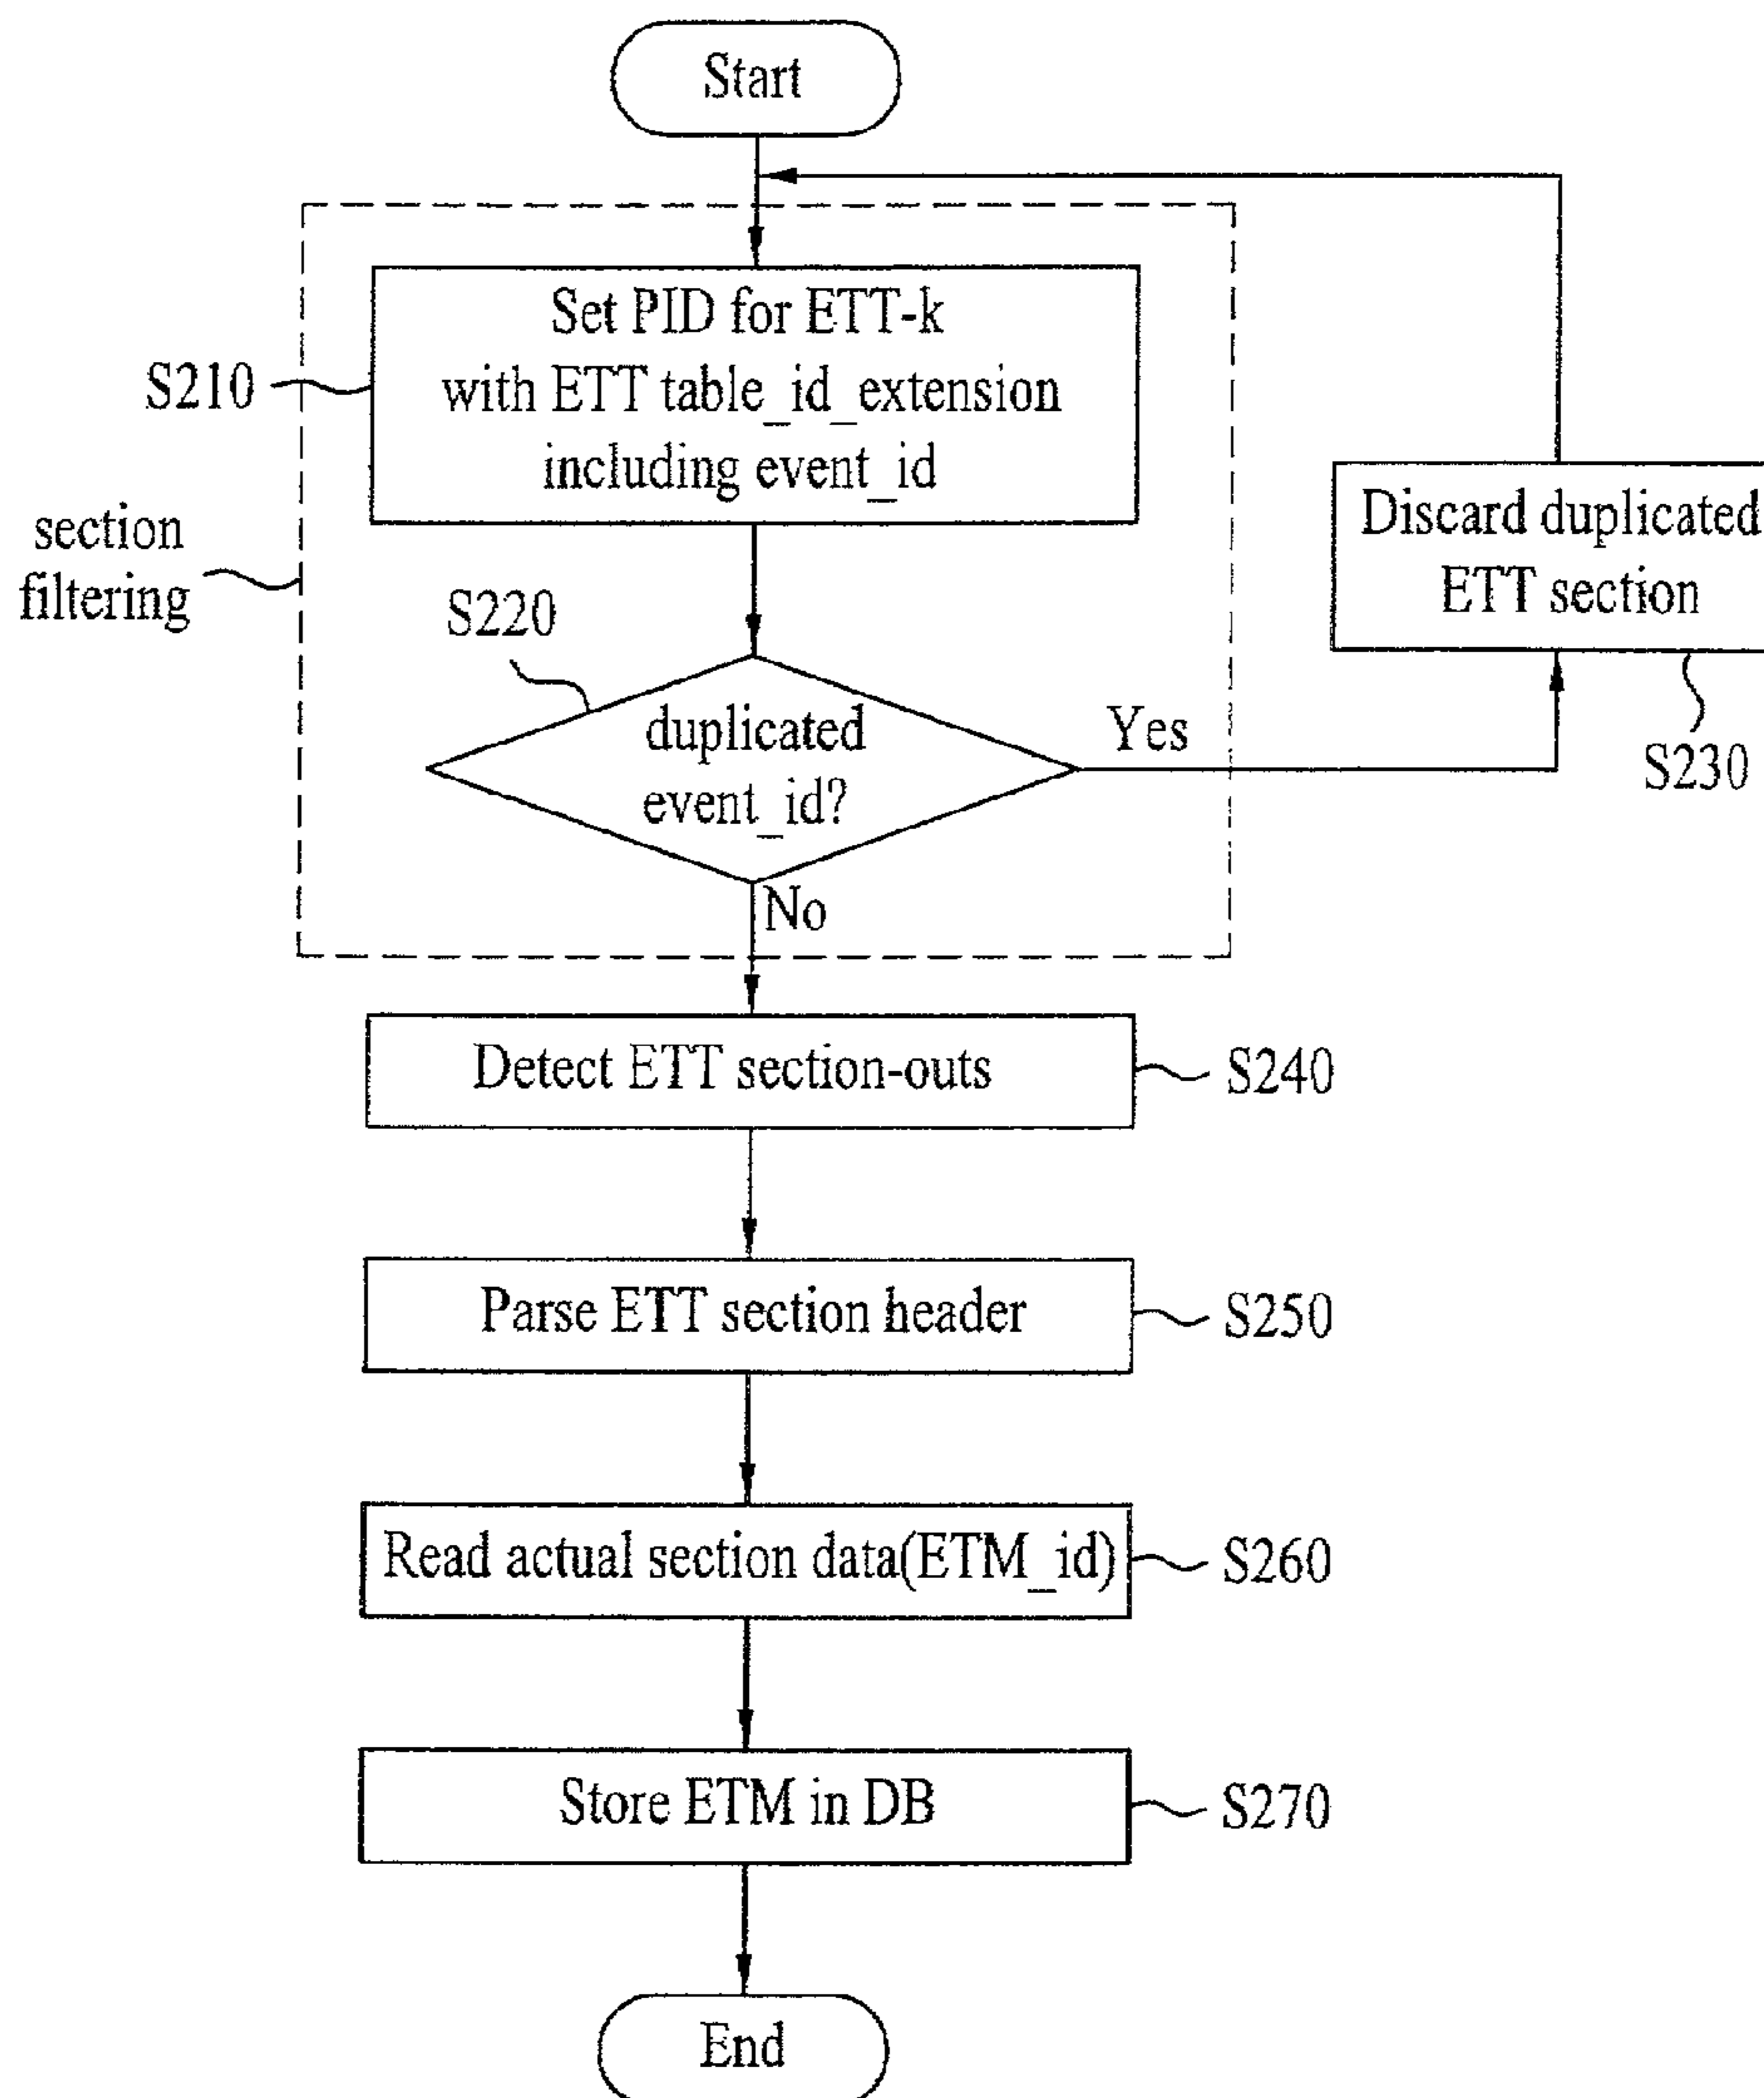 Start
Set PID for ETT-k
with ETT table_id_extension
including event_id
S210
section
filtering
Discard duplicated
ETT section
S220
duplicated
event_id?
Yes
S230
No
Detect ETT section-outs
S240
Parse ETT section header
S250
Read actual section data(ETM_id)
S260
Store ETM in DB
S270
End